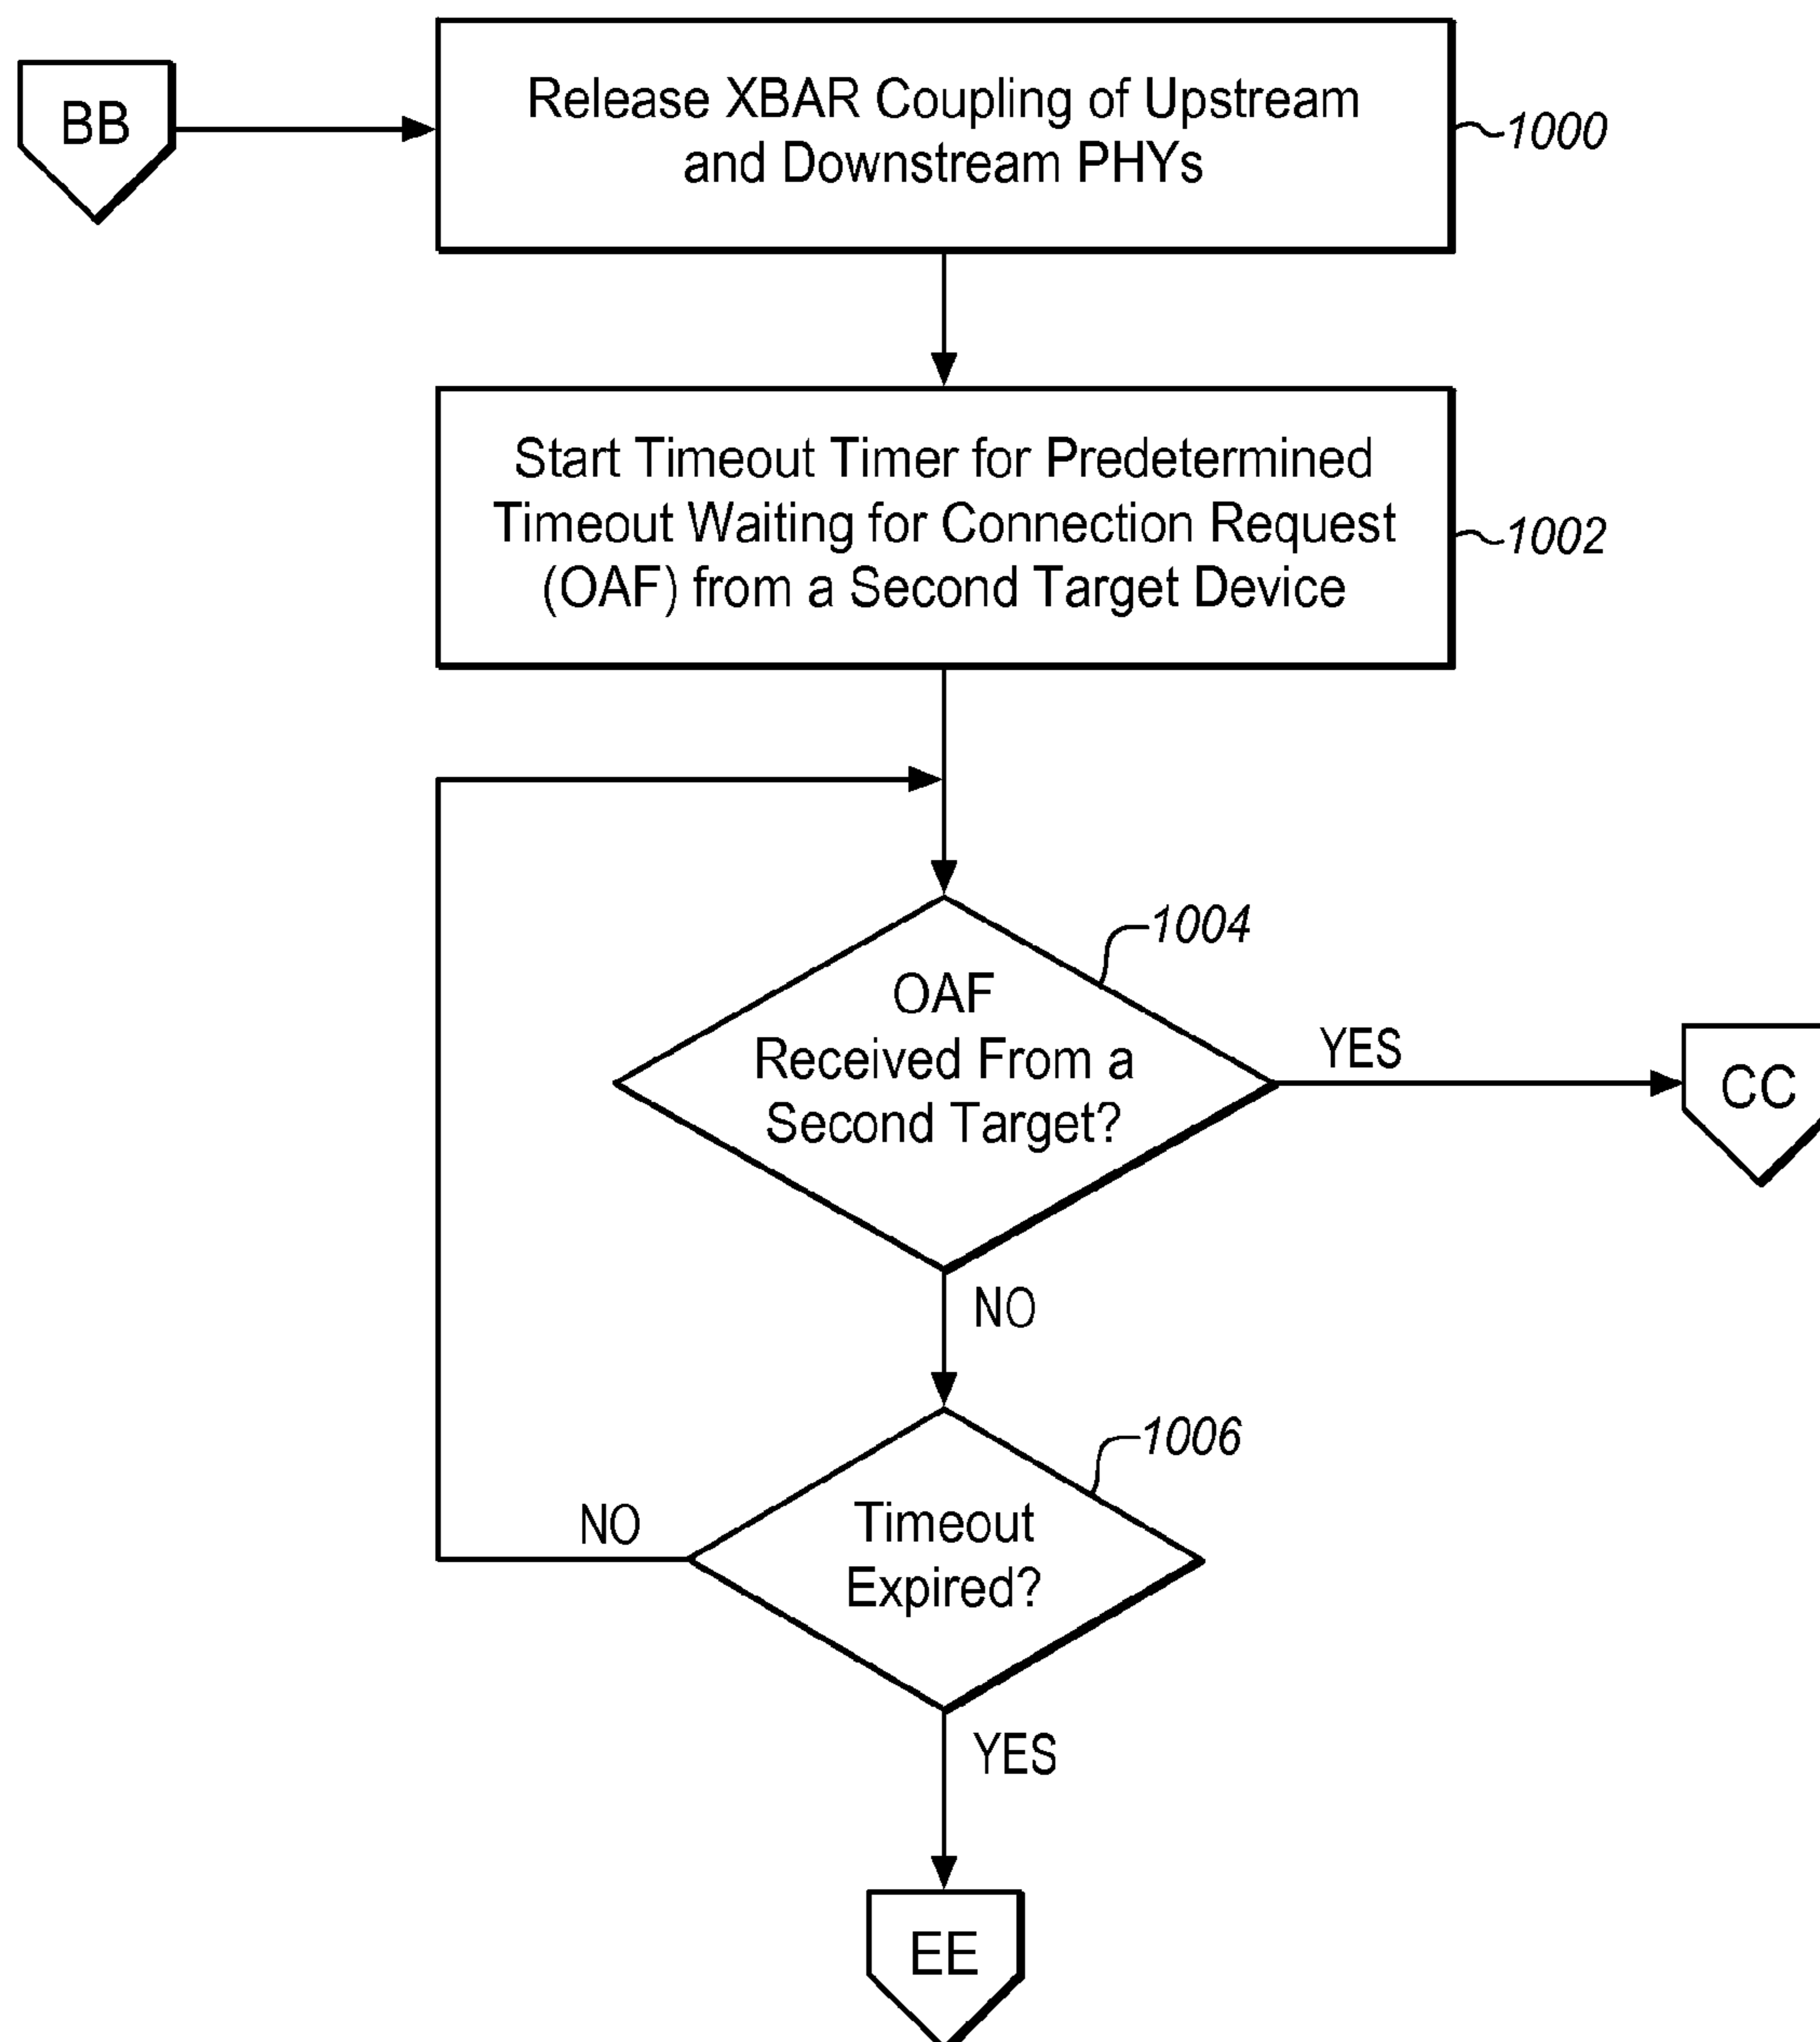 BB
Release XBAR Coupling of Upstream
and Downstream PHYs
1000
Start Timeout Timer for Predetermined
Timeout Waiting for Connection Request
(OAF) from a Second Target Device
1002
1004
OAF
Received From a
Second Target?
YES
CC
NO
1006
Timeout
Expired?
NO
YES
EE